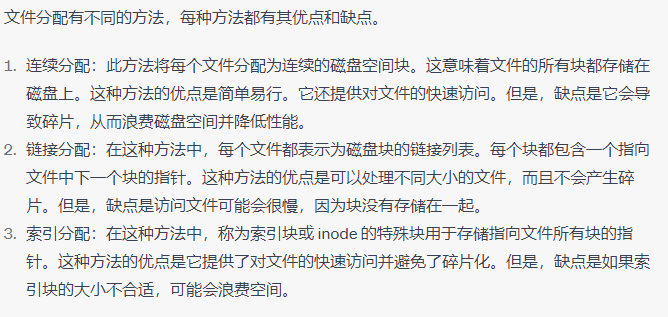 文件分配有不同的方法，每种方法都有其优点和缺点。
1. 连续分配：此方法将每个文件分配为连续的磁盘空间块。这意味着文件的所有块都存储在
磁盘上。这种方法的优点是简单易行。它还提供对文件的快速访问。但是，缺点是它会导
致碎片，从而浪费磁盘空间并降低性能。
2. 链接分配：在这种方法中，每个文件都表示为磁盘块的链接列表。每个块都包含一个指向
文件中下一个块的指针。这种方法的优点是可以处理不同大小的文件，而且不会产生碎
片。但是，缺点是访问文件可能会很慢，因为块没有存储在一起。
3. 索引分配：在这种方法中，称为索引块或 inode 的特殊块用于存储指向文件所有块的指
针。这种方法的优点是它提供了对文件的快速访问并避免了碎片化。但是，缺点是如果索
引块的大小不合适，可能会浪费空间。